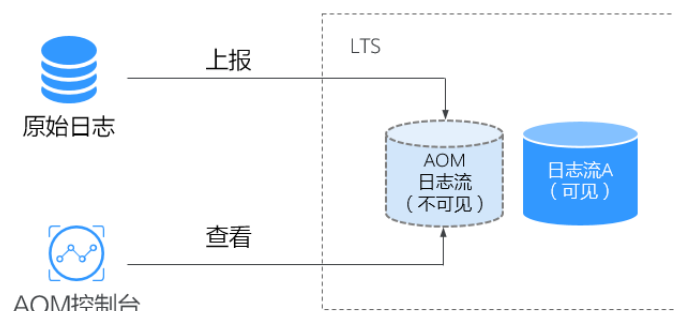 上报
LTS
原始日志
AOM
日志流
（不可见）
日志流A
（可见）
查看
AOM控制台